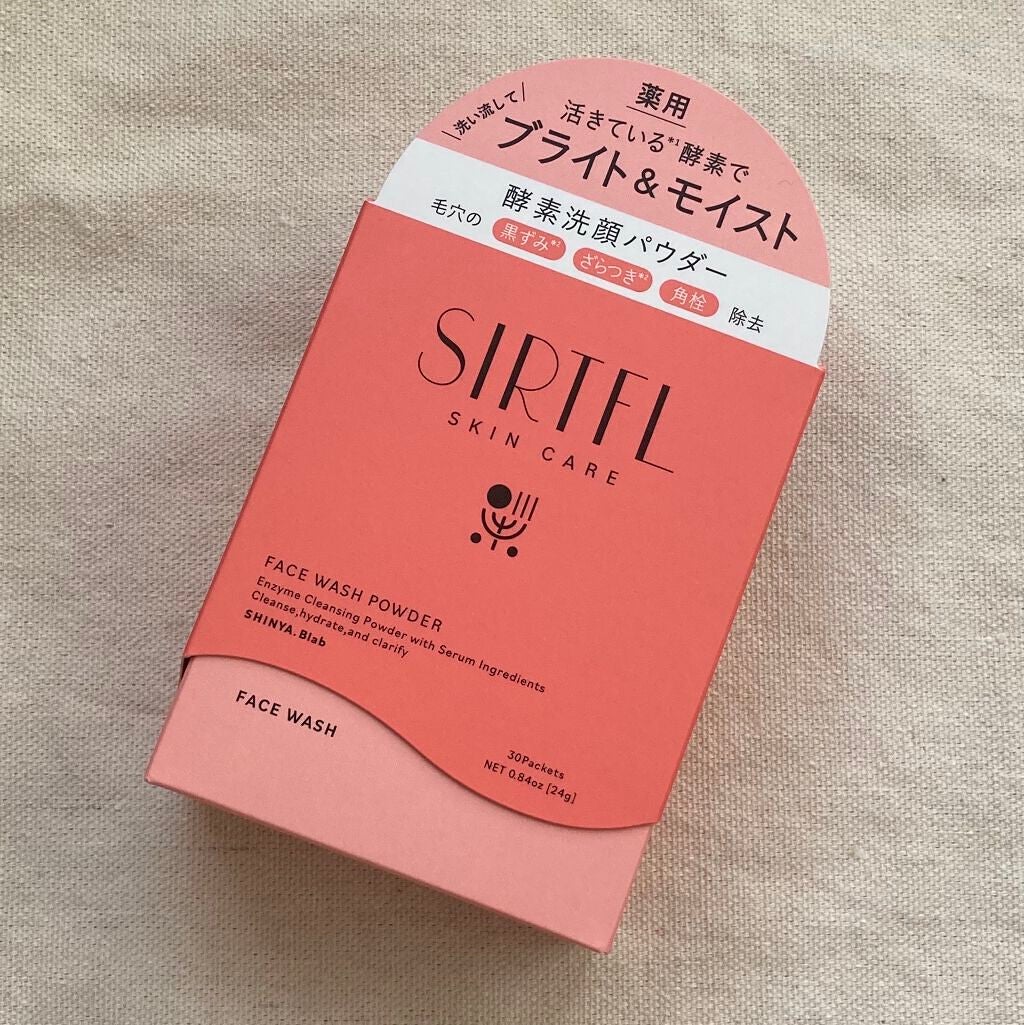 薬用
洗い流して
活きている*1酵素で
ブライト&モイスト
酵素洗顔パウダー
毛穴の 黒ずみ*2 ざらつき*2 角栓 除去
SIRTFL
SKIN CARE
FACE WASH POWDER
Enzyme Cleansing Powder with Serum Ingredients
Cleanse,hydrate,and clarify
SHINYA.Blab
FACE WASH
30Packets
NET 0.84oz [24g]